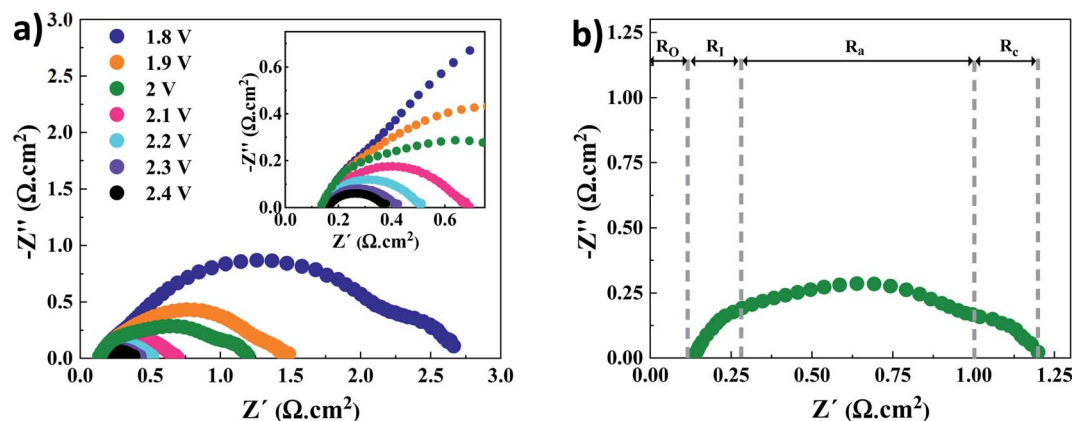 a)
3.0
2.5
2.0
1.5
1.0
0.5
0.0
-Z'' (Ω.cm²)
1.8 V
1.9 V
2 V
2.1 V
2.2 V
2.3 V
2.4 V
0.6
0.4
0.2
0.0
-Z'' (Ω.cm²)
0.0 0.2 0.4 0.6
Z′ (Ω.cm²)
0.0 0.5 1.0 1.5 2.0 2.5 3.0
Z′ (Ω.cm²)
b)
1.25
1.00
0.75
0.50
0.25
0.00
-Z'' (Ω.cm²)
R_O R_I R_a R_c
0.00 0.25 0.50 0.75 1.00 1.25
Z′ (Ω.cm²)